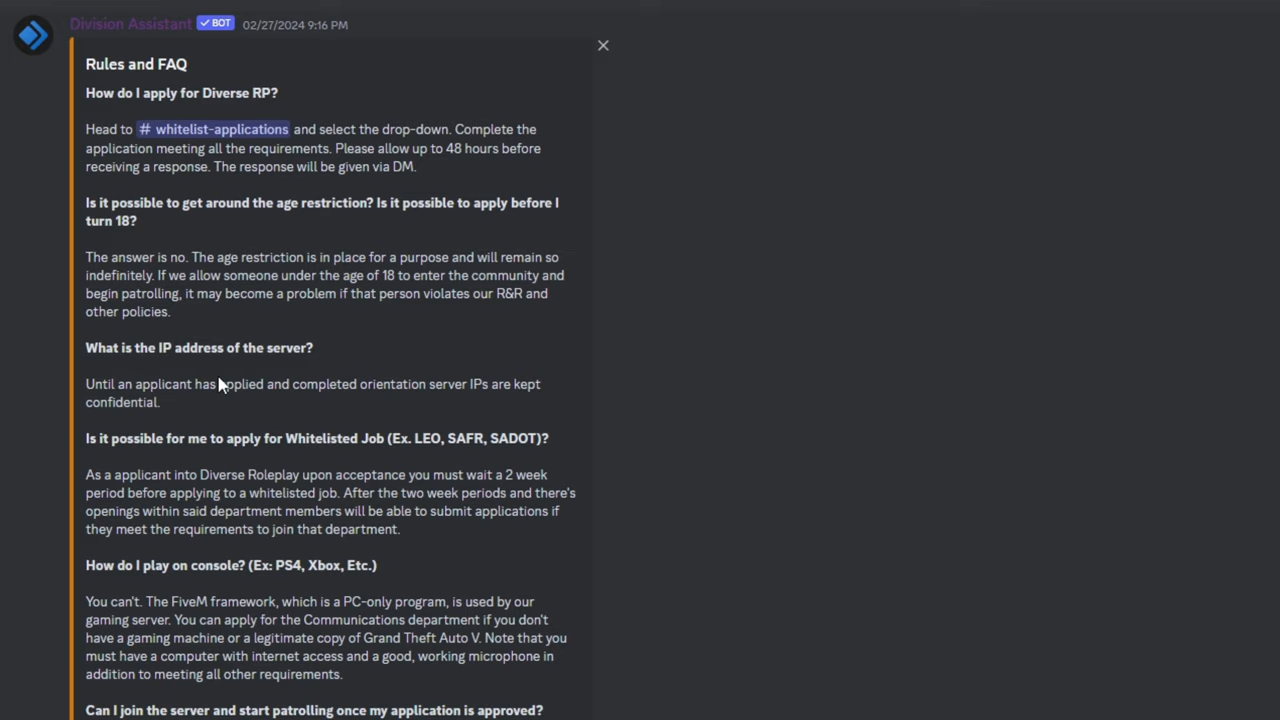 Division Assistant ✓ BOT 02/27/2024 9:16 PM
Rules and FAQ
How do I apply for Diverse RP?
Head to # whitelist-applications and select the drop-down. Complete the
application meeting all the requirements. Please allow up to 48 hours before
receiving a response. The response will be given via DM.
Is it possible to get around the age restriction? Is it possible to apply before I
turn 18?
The answer is no. The age restriction is in place for a purpose and will remain so
indefinitely. If we allow someone under the age of 18 to enter the community and
begin patrolling, it may become a problem if that person violates our R&R and
other policies.
What is the IP address of the server?
Until an applicant has applied and completed orientation server IPs are kept
confidential.
Is it possible for me to apply for Whitelisted Job (Ex. LEO, SAFR, SADOT)?
As a applicant into Diverse Roleplay upon acceptance you must wait a 2 week
period before applying to a whitelisted job. After the two week periods and there's
openings within said department members will be able to submit applications if
they meet the requirements to join that department.
How do I play on console? (Ex: PS4, Xbox, Etc.)
You can't. The FiveM framework, which is a PC-only program, is used by our
gaming server. You can apply for the Communications department if you don't
have a gaming machine or a legitimate copy of Grand Theft Auto V. Note that you
must have a computer with internet access and a good, working microphone in
addition to meeting all other requirements.
Can I join the server and start patrolling once my application is approved?